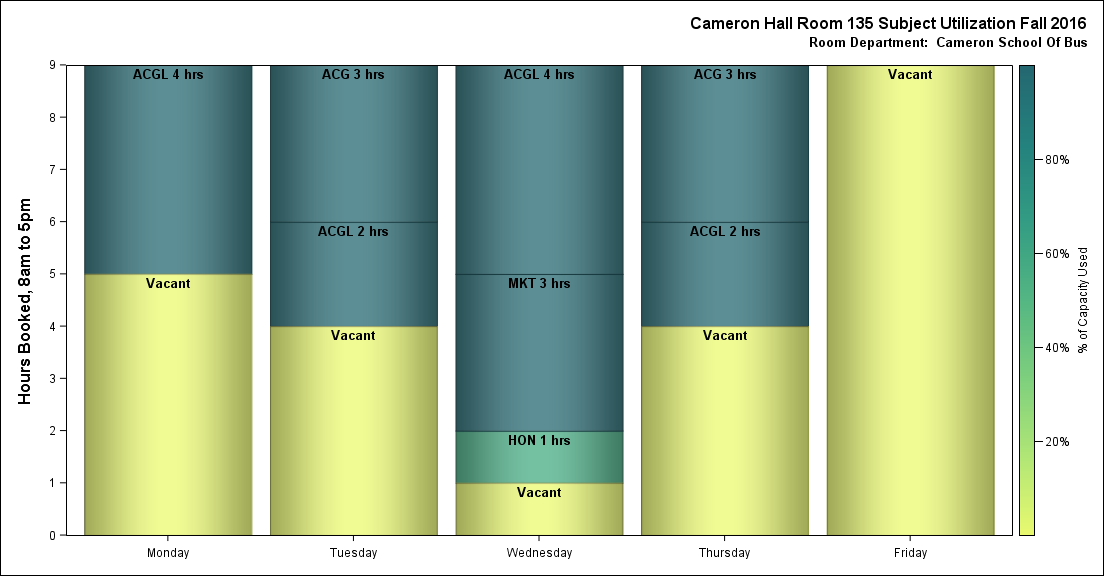 Cameron Hall Room 135 Subject Utilization Fall 2016
Room Department:  Cameron School Of Bus
Hours Booked, 8am to 5pm
9
8
7
6
5
4
3
2
1
0
ACGL 4 hrs
Vacant
ACG 3 hrs
ACGL 2 hrs
Vacant
ACGL 4 hrs
MKT 3 hrs
HON 1 hrs
Vacant
ACG 3 hrs
ACGL 2 hrs
Vacant
Vacant
Monday
Tuesday
Wednesday
Thursday
Friday
80%
60%
40%
20%
% of Capacity Used